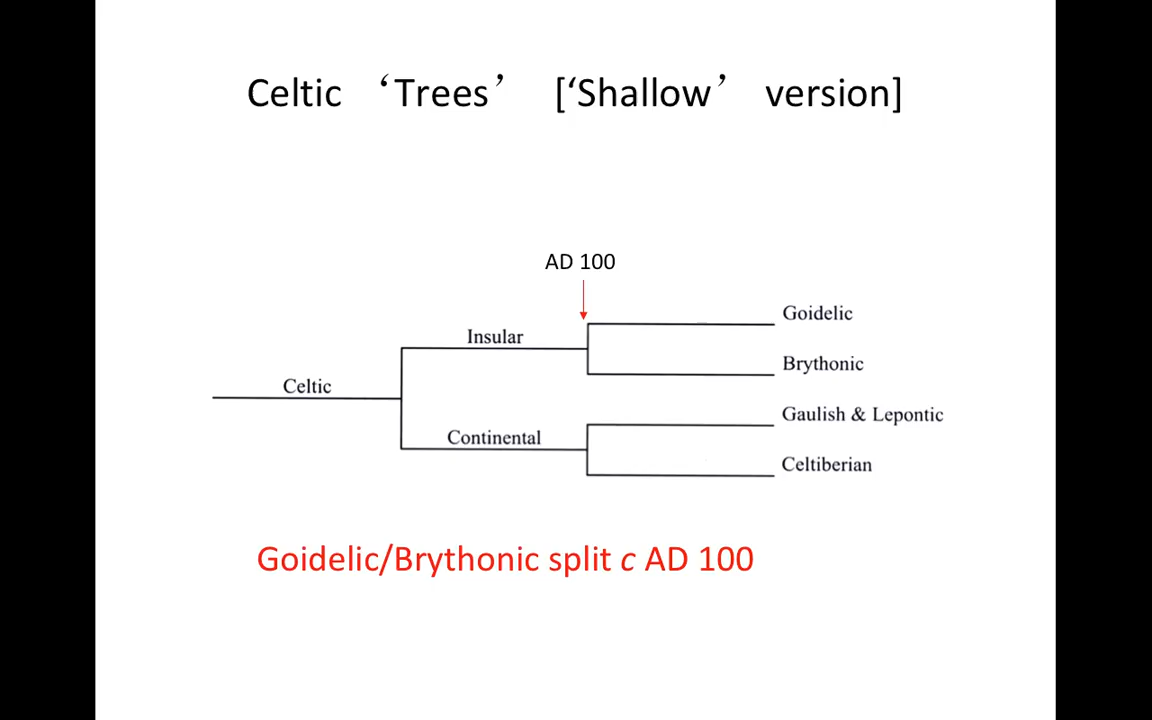 Celtic ‘Trees’ [‘Shallow’ version]
AD 100
Goidelic
Insular
Brythonic
Celtic
Gaulish & Lepontic
Continental
Celtiberian
Goidelic/Brythonic split c AD 100